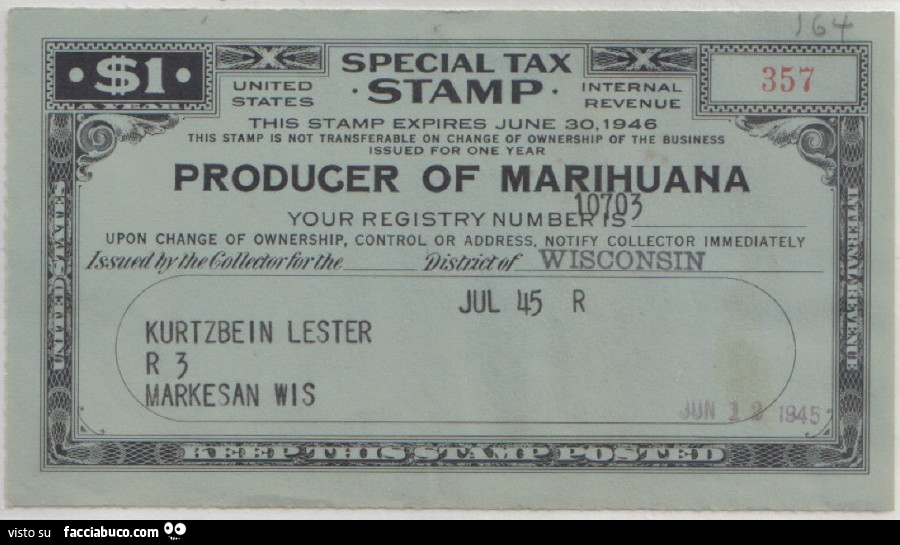 164
$1
A YEAR
UNITED STATES
SPECIAL TAX
STAMP
INTERNAL REVENUE
357
THIS STAMP EXPIRES JUNE 30, 1946
THIS STAMP IS NOT TRANSFERABLE ON CHANGE OF OWNERSHIP OF THE BUSINESS
ISSUED FOR ONE YEAR
PRODUCER OF MARIHUANA
YOUR REGISTRY NUMBER IS 10703
UPON CHANGE OF OWNERSHIP, CONTROL OR ADDRESS, NOTIFY COLLECTOR IMMEDIATELY
Issued by the Collector for the District of WISCONSIN
JUL 45 R
KURTZBEIN LESTER
R 3
MARKESAN WIS
JUN 1945
UNITED STATES
INTERNAL REVENUE
KEEP THIS STAMP POSTED
visto su facciabuco.com